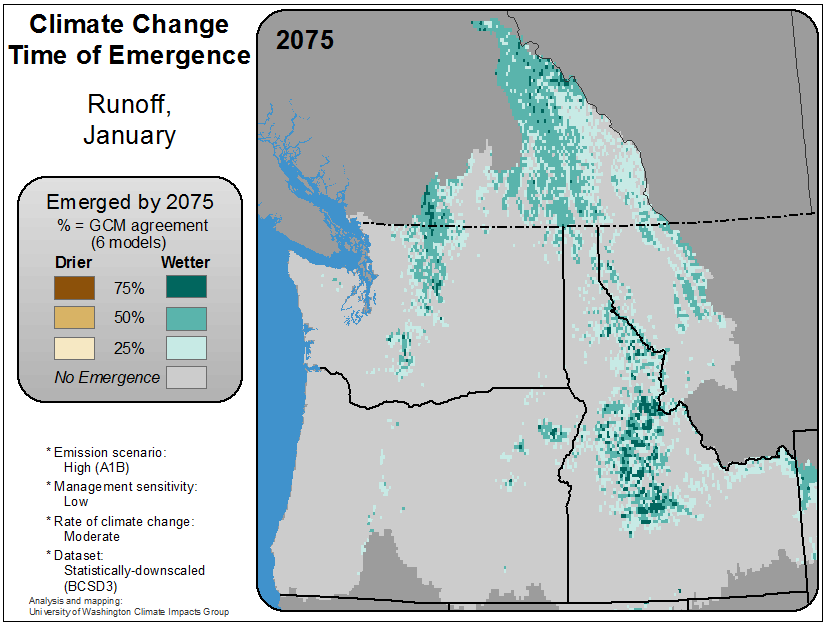 Climate Change
Time of Emergence
Runoff,
January
Emerged by 2075
% = GCM agreement
(6 models)
Drier Wetter
75%
50%
25%
No Emergence
* Emission scenario:
High (A1B)
* Management sensitivity:
Low
* Rate of climate change:
Moderate
* Dataset:
Statistically-downscaled
(BCSD3)
Analysis and mapping:
University of Washington Climate Impacts Group
2075